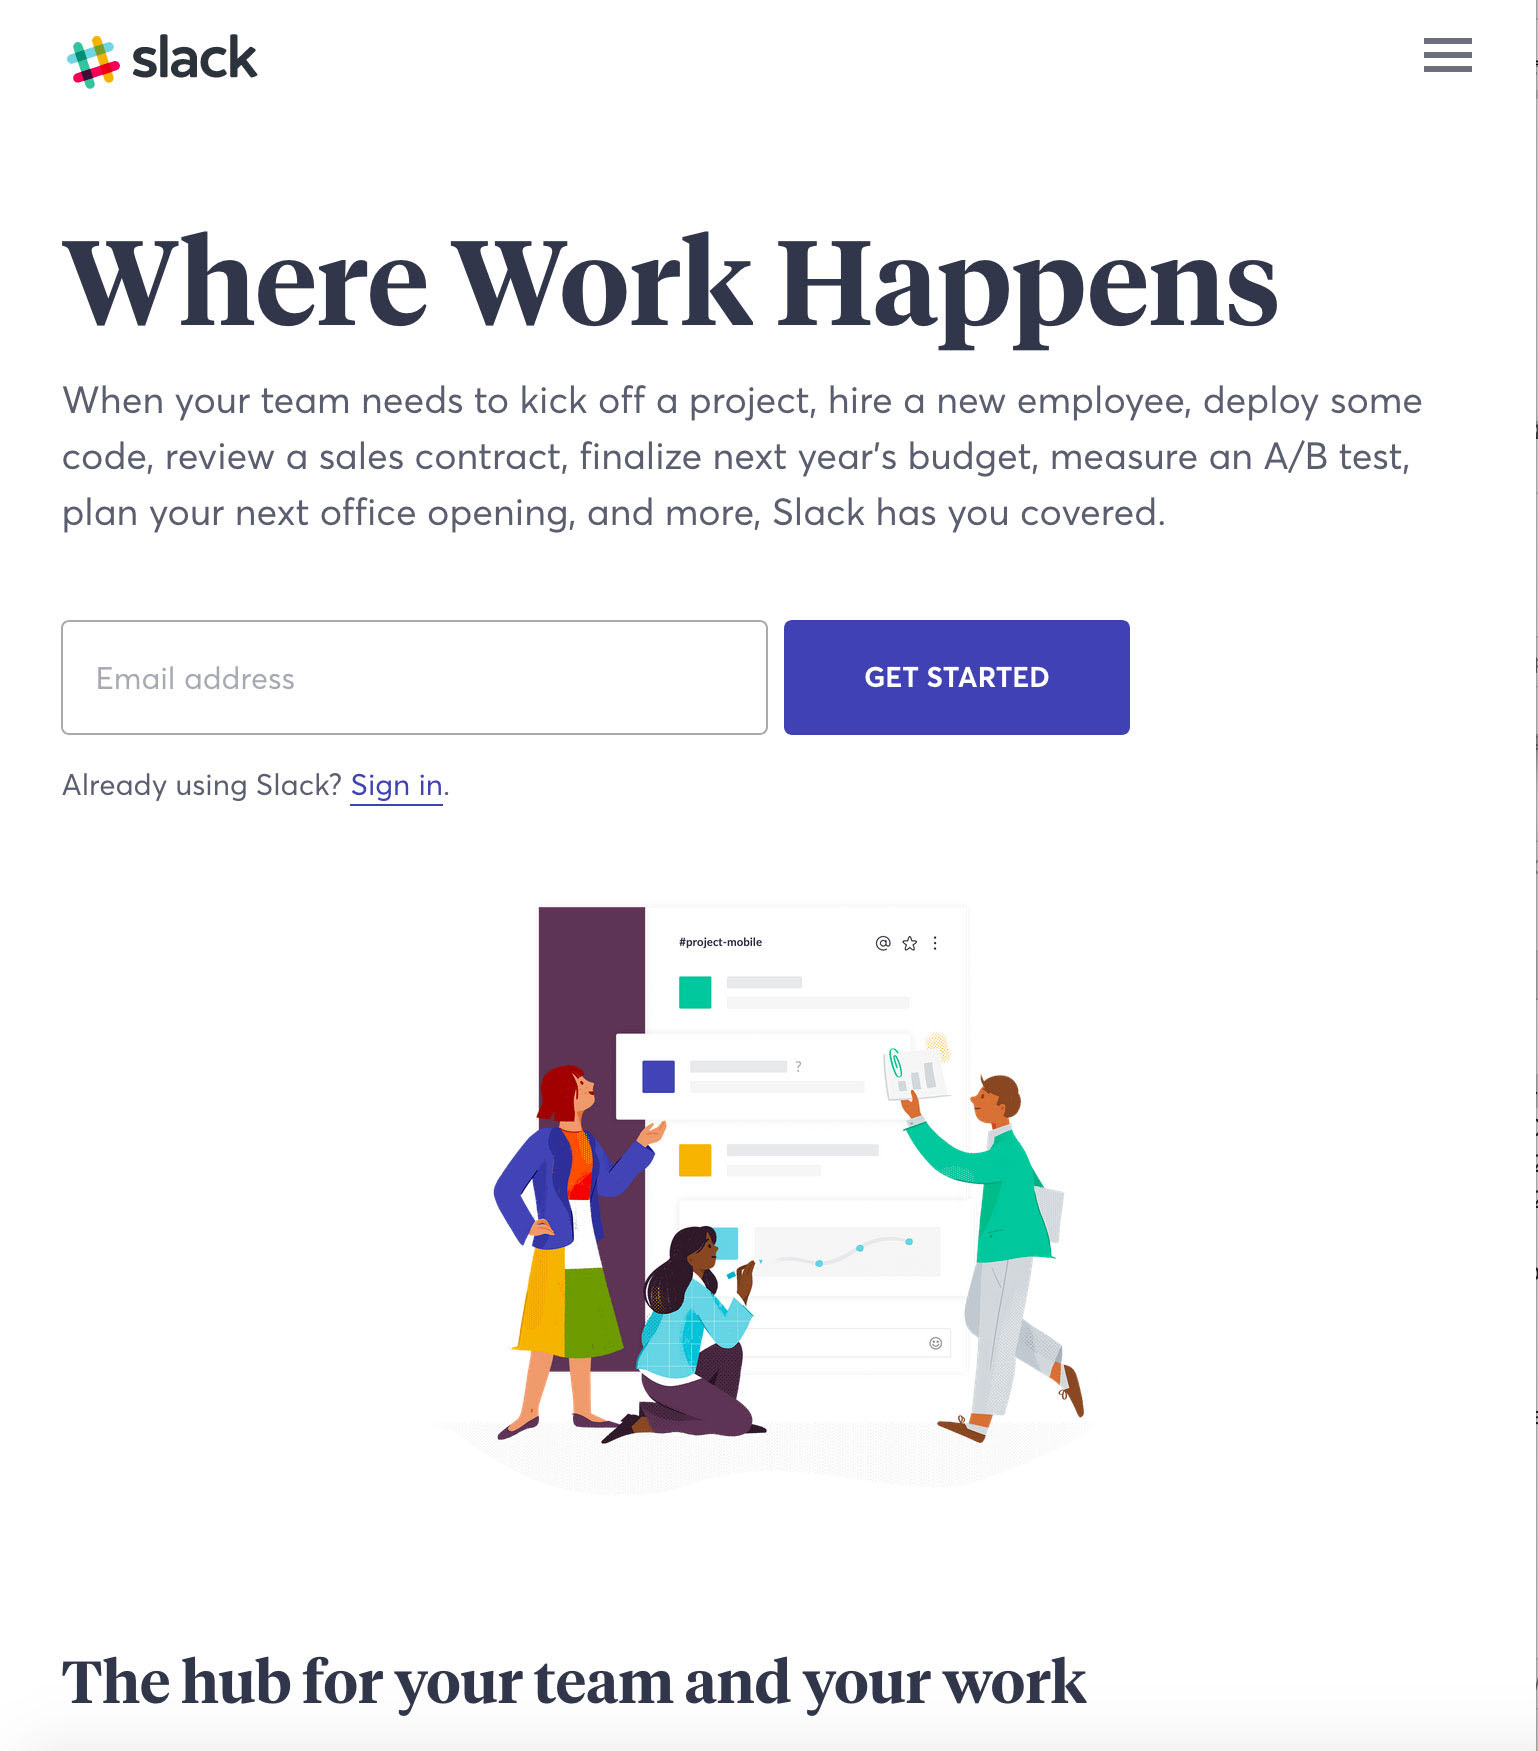 slack
Where Work Happens
When your team needs to kick off a project, hire a new employee, deploy some
code, review a sales contract, finalize next year’s budget, measure an A/B test,
plan your next office opening, and more, Slack has you covered.
Email address
GET STARTED
Already using Slack? Sign in.
#project-mobile
?
The hub for your team and your work